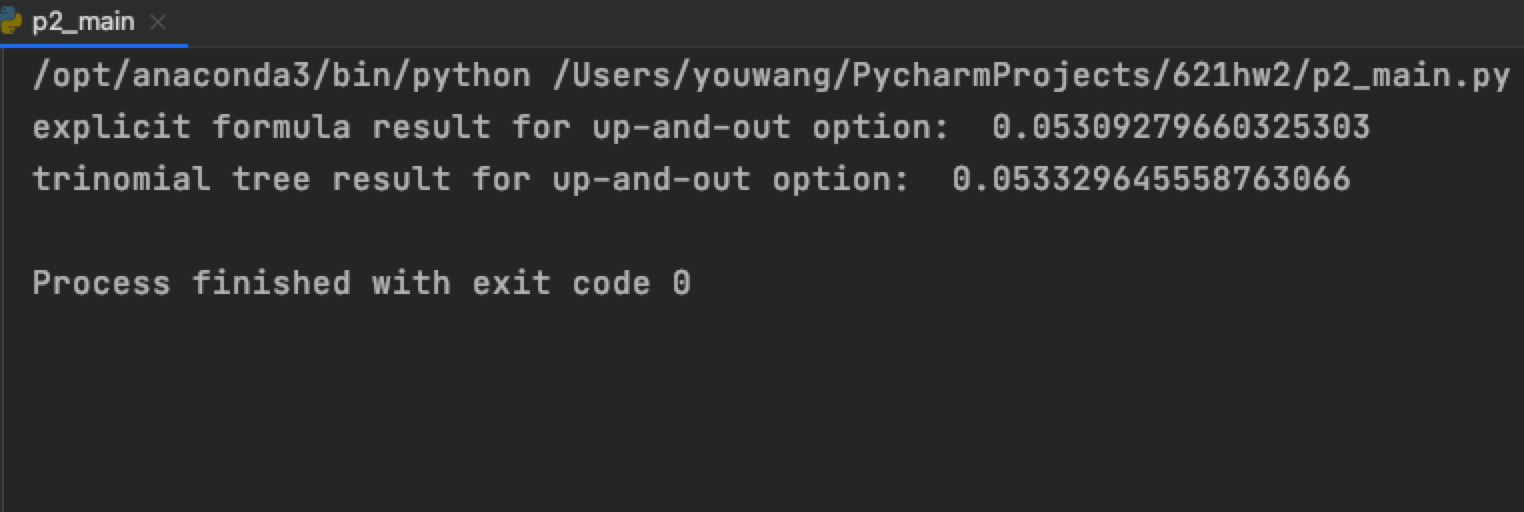 p2_main
/opt/anaconda3/bin/python /Users/youwang/PycharmProjects/621hw2/p2_main.py
explicit formula result for up-and-out option:  0.05309279660325303
trinomial tree result for up-and-out option:  0.053329645558763066
Process finished with exit code 0